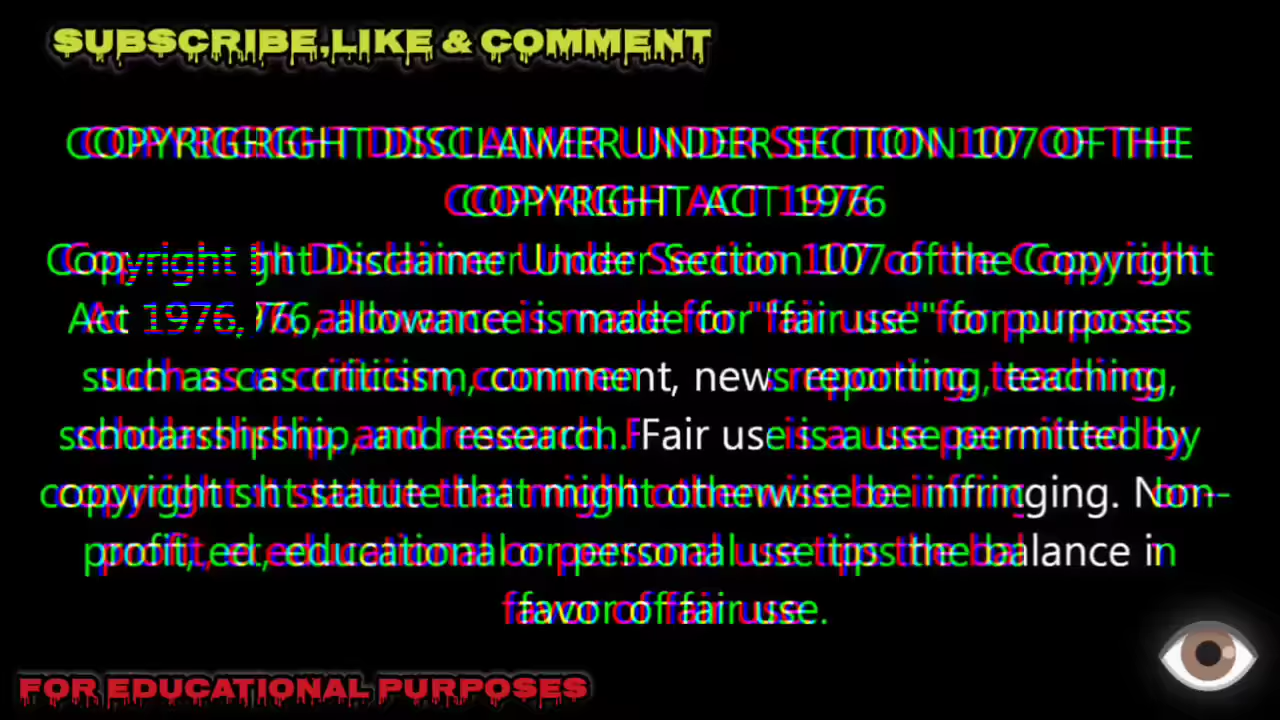 SUBSCRIBE,LIKE & COMMENT
COPYRIGHT DISCLAIMER UNDER SECTION 107 OF THE
COPYRIGHT ACT 1976
Copyright Disclaimer Under Section 107 of the Copyright
Act 1976, allowance is made for "fair use" for purposes
such as criticism, comment, news reporting, teaching,
scholarship, and research. Fair use is a use permitted by
copyright statute that might otherwise be infringing. Non-
profit, educational or personal use tips the balance in
favor of fair use.
FOR EDUCATIONAL PURPOSES